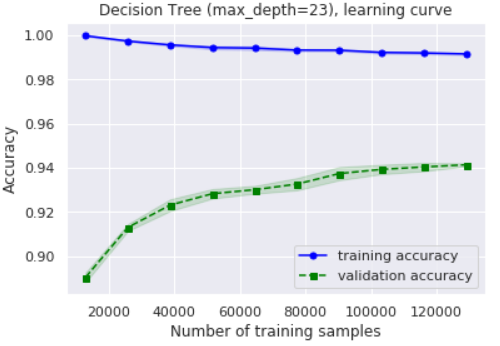 Decision Tree (max_depth=23), learning curve
1.00
0.98
0.96
0.94
0.92
0.90
Accuracy
training accuracy
validation accuracy
20000 40000 60000 80000 100000 120000
Number of training samples